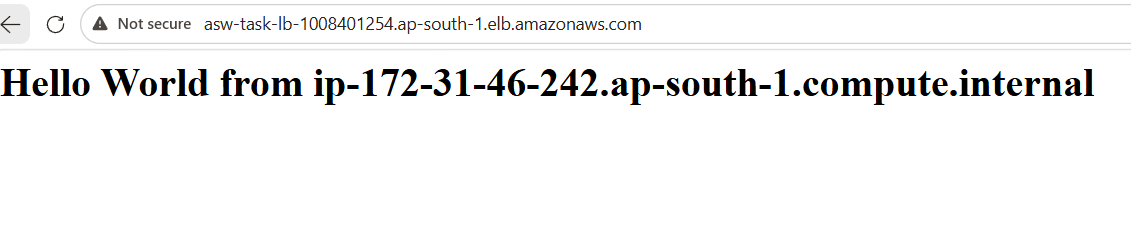 Not secure asw-task-lb-1008401254.ap-south-1.elb.amazonaws.com
Hello World from ip-172-31-46-242.ap-south-1.compute.internal